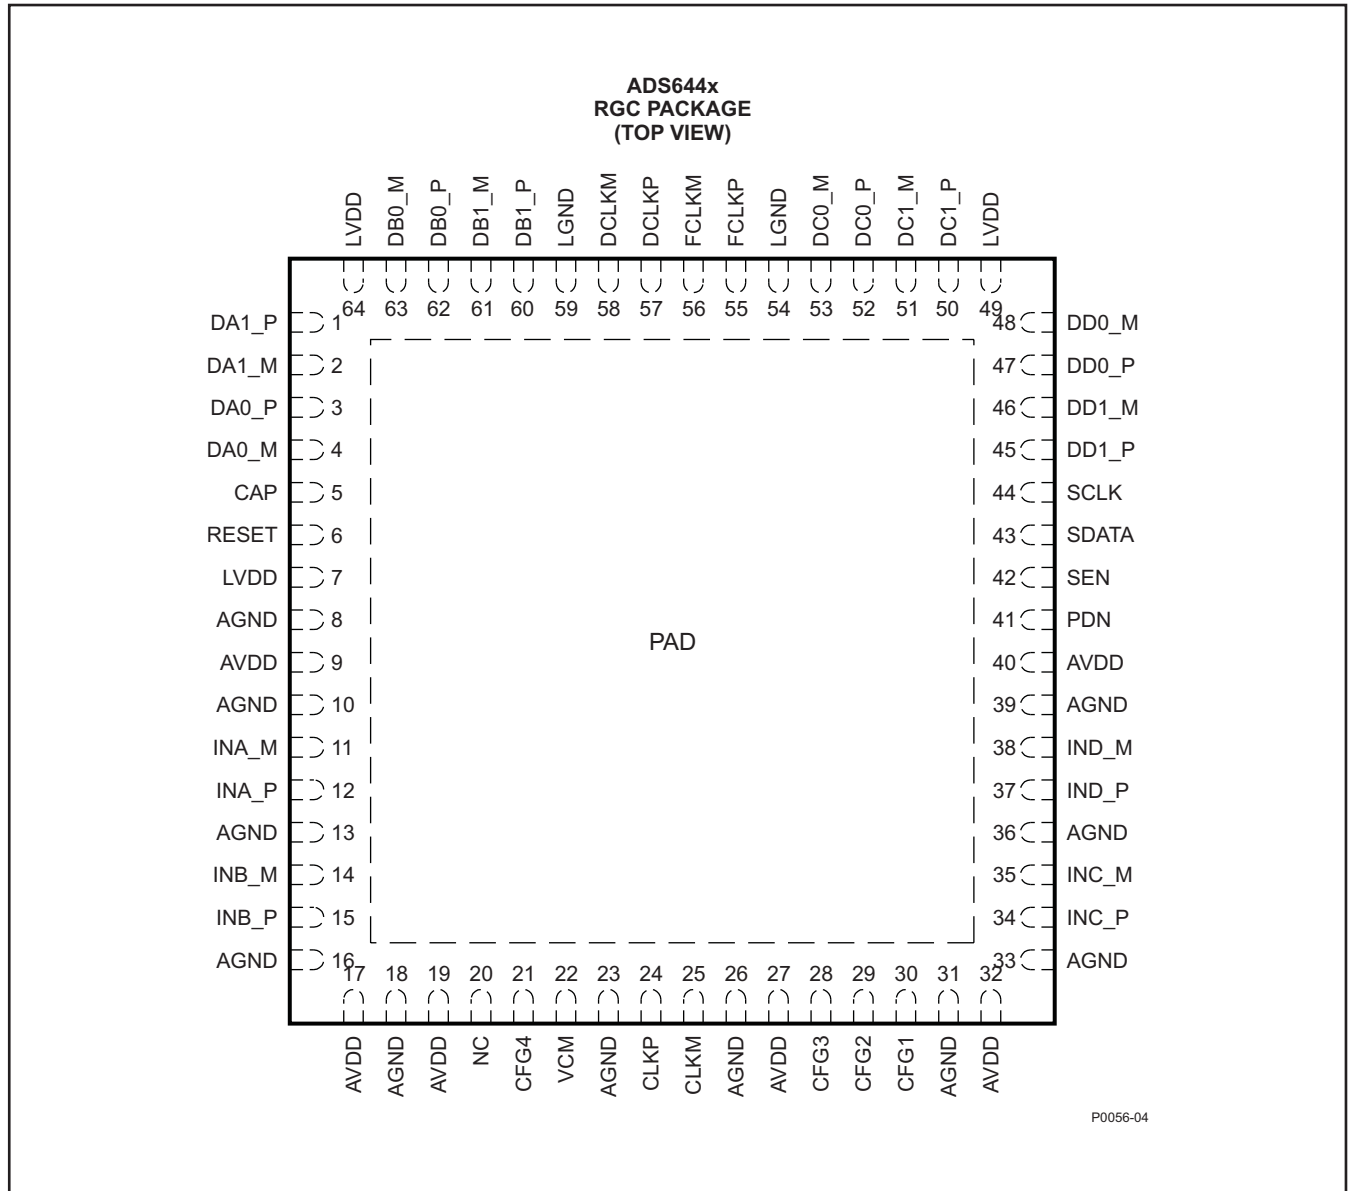 ADS644x
RGC PACKAGE
(TOP VIEW)
LVDD
DB0_M
DB0_P
DB1_M
DB1_P
LGND
DCLKM
DCLKP
FCLKM
FCLKP
LGND
DC0_M
DC0_P
DC1_M
DC1_P
LVDD
64 63 62 61 60 59 58 57 56 55 54 53 52 51 50 49
DA1_P 1
DA1_M 2
DA0_P 3
DA0_M 4
CAP 5
RESET 6
LVDD 7
AGND 8
AVDD 9
AGND 10
INA_M 11
INA_P 12
AGND 13
INB_M 14
INB_P 15
AGND 16
PAD
48 DD0_M
47 DD0_P
46 DD1_M
45 DD1_P
44 SCLK
43 SDATA
42 SEN
41 PDN
40 AVDD
39 AGND
38 IND_M
37 IND_P
36 AGND
35 INC_M
34 INC_P
33 AGND
17 18 19 20 21 22 23 24 25 26 27 28 29 30 31 32
AVDD
AGND
AVDD
NC
CFG4
VCM
AGND
CLKP
CLKM
AGND
AVDD
CFG3
CFG2
CFG1
AGND
AVDD
P0056-04